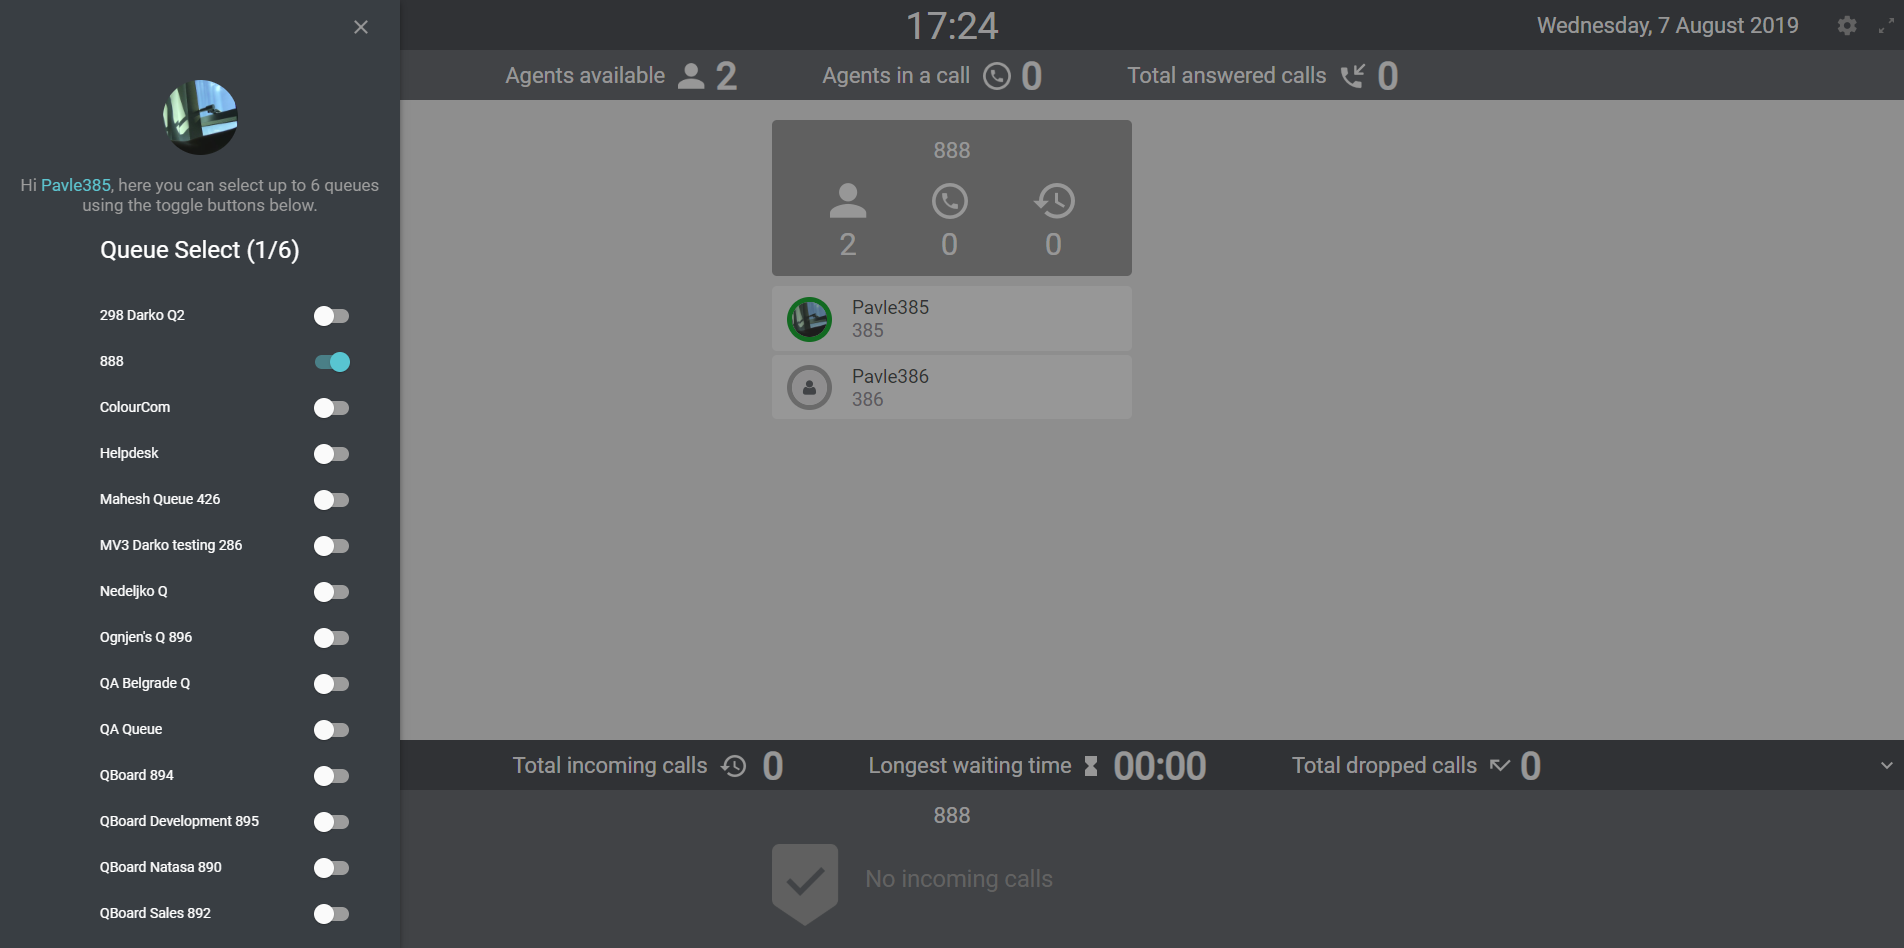 Hi Pavle385, here you can select up to 6 queues
using the toggle buttons below.
Queue Select (1/6)
298 Darko Q2
888
ColourCom
Helpdesk
Mahesh Queue 426
MV3 Darko testing 286
Nedeljko Q
Ognjen's Q 896
QA Belgrade Q
QA Queue
QBoard 894
QBoard Development 895
QBoard Natasa 890
QBoard Sales 892
17:24
Wednesday, 7 August 2019
Agents available 2
Agents in a call 0
Total answered calls 0
888
2 0 0
Pavle385
385
Pavle386
386
Total incoming calls 0
Longest waiting time 00:00
Total dropped calls 0
888
No incoming calls